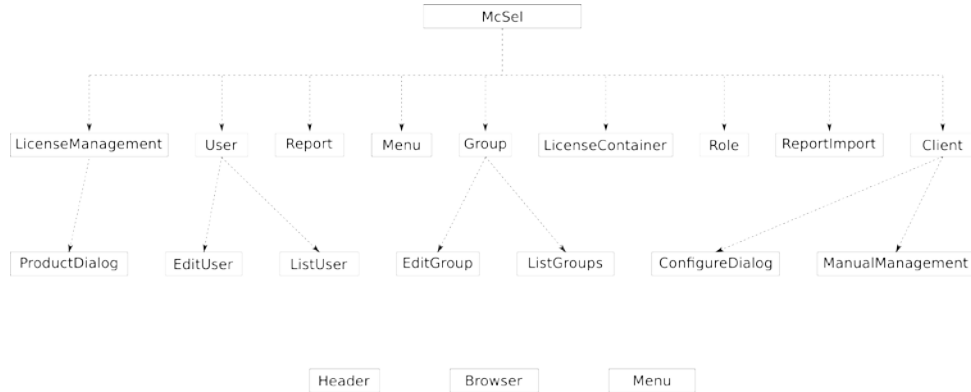 McSel
LicenseManagement
User
Report
Menu
Group
LicenseContainer
Role
ReportImport
Client
ProductDialog
EditUser
ListUser
EditGroup
ListGroups
ConfigureDialog
ManualManagement
Header
Browser
Menu